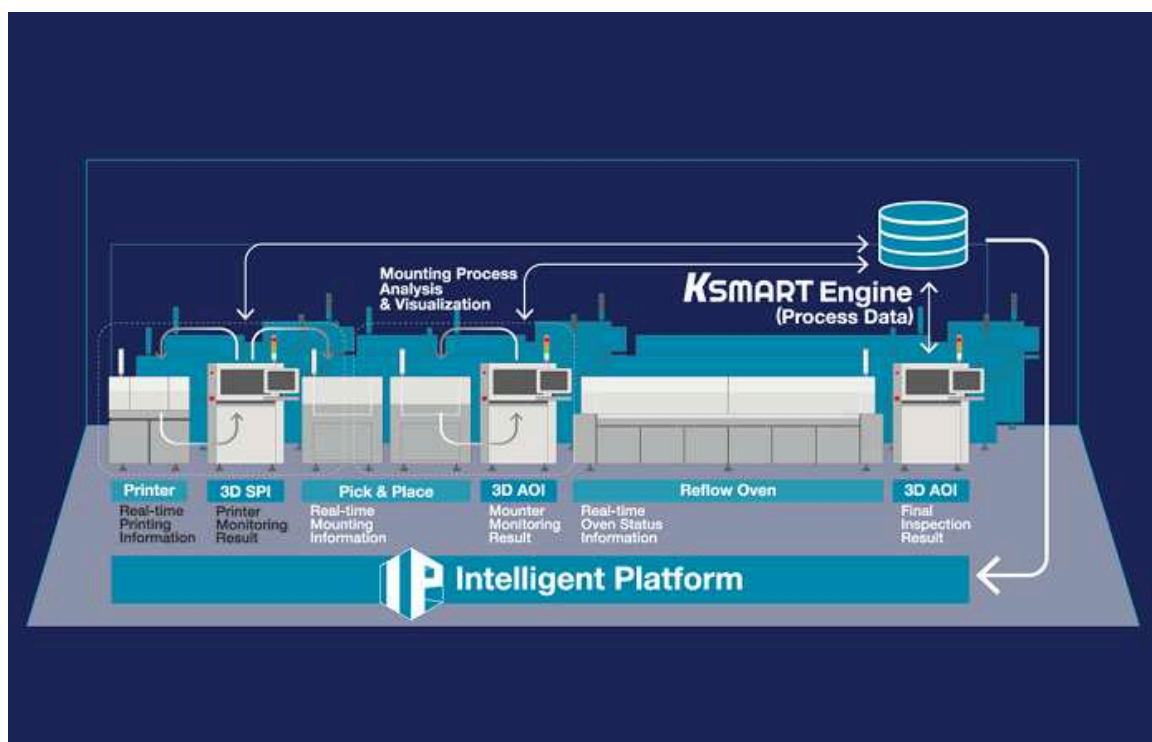 Mounting Process
Analysis
& Visualization
KSMART Engine
(Process Data)
Printer
Real-time
Printing
Information
3D SPI
Printer
Monitoring
Result
Pick & Place
Real-time
Mounting
Information
3D AOI
Mounter
Monitoring
Result
Reflow Oven
Real-time
Oven Status
Information
3D AOI
Final
Inspection
Result
IP Intelligent Platform